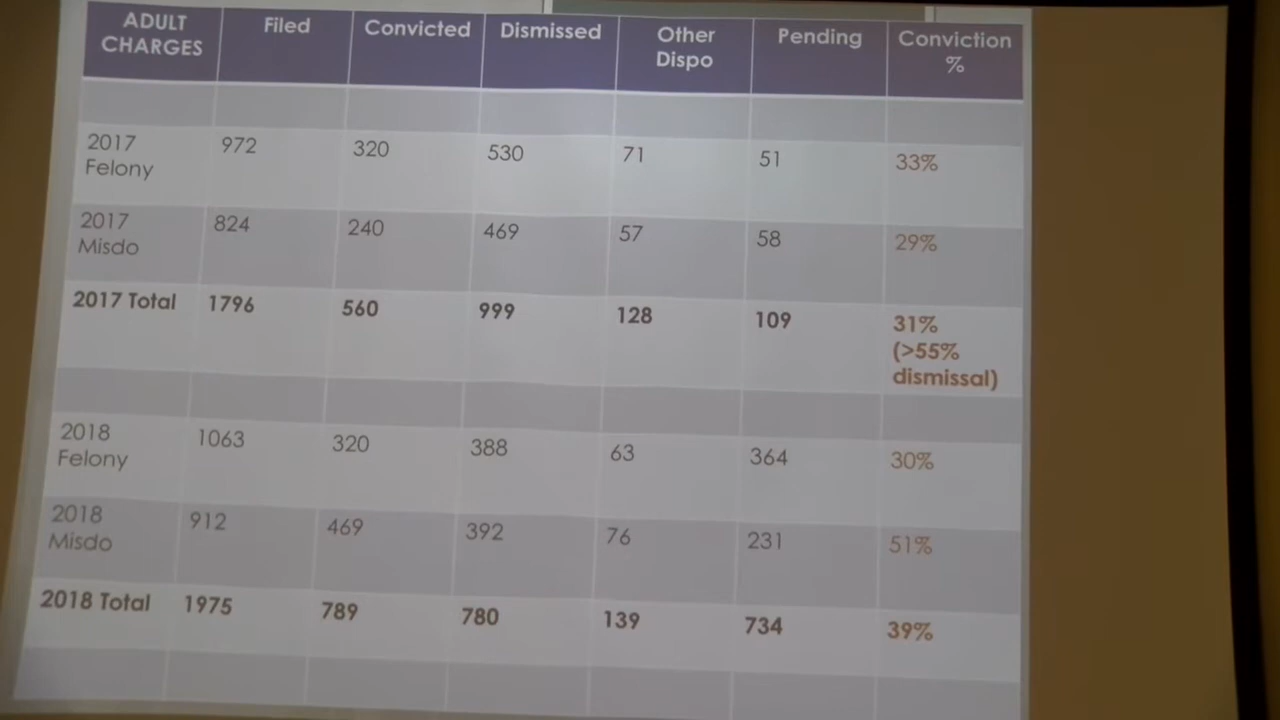 ADULT CHARGES Filed Convicted Dismissed Other Dispo Pending Conviction %
2017 Felony 972 320 530 71 51 33%
2017 Misdo 824 240 469 57 58 29%
2017 Total 1796 560 999 128 109 31% (>55% dismissal)
2018 Felony 1063 320 388 63 364 30%
2018 Misdo 912 469 392 76 231 51%
2018 Total 1975 789 780 139 734 39%